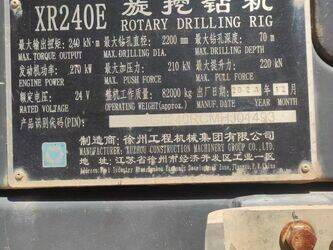 XR240E 旋挖钻机
ROTARY DRILLING RIG
最大输出扭矩: 240 kN·m 最大钻孔直径: 2200 mm 最大钻孔深度: 70 m
MAX. TORQUE OUTPUT MAX. DRILLING DIA. MAX. DRILLING DEPTH
发动机功率: 270 kW 最大加压力: 210 kN 最大提升力: 220 kN
ENGINE POWER MAX. PUSH FORCE MAX. PULL FORCE
额定电压: 24 V 整机工作质量: 82000 kg 出厂日期: 202 年 12 月
RATED VOLTAGE OPERATING WEIGHT(approx.) MANUF. DATE YEAR MONTH
产品识别代码(PIN):
制造商: 徐州工程机械集团有限公司
MANUFACTURER: XUZHOU CONSTRUCTION MACHINERY GROUP CO., LTD.
地址: 江苏省徐州市经济开发区工业一区